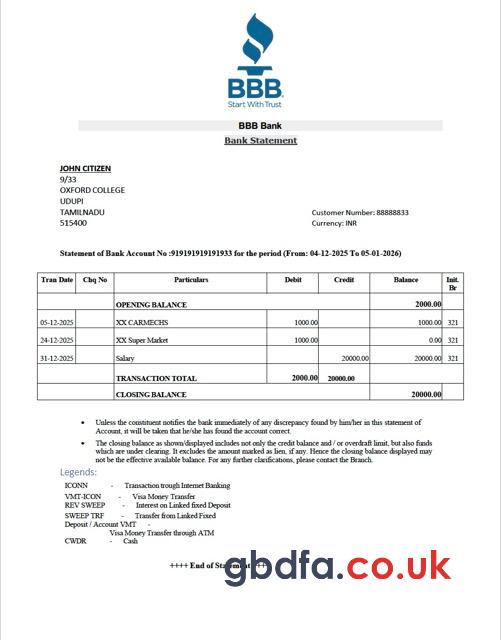 BBB
Start With Trust
BBB Bank
Bank Statement
JOHN CITIZEN
9/33
OXFORD COLLEGE
UDUPI
TAMILNADU
515400
Customer Number: 88888833
Currency: INR
Statement of Bank Account No :919191919191933 for the period (From: 04-12-2025 To 05-01-2026)
Tran Date Chq No Particulars Debit Credit Balance Init. Br
OPENING BALANCE 2000.00
05-12-2025 XX CARMECHS 1000.00 1000.00 321
24-12-2025 XX Super Market 1000.00 0.00 321
31-12-2025 Salary 20000.00 20000.00 321
TRANSACTION TOTAL 2000.00 20000.00
CLOSING BALANCE 20000.00
• Unless the constituent notifies the bank immediately of any discrepancy found by him/her in this statement of
Account, it will be taken that he/she has found the account correct.
• The closing balance as shown/displayed includes not only the credit balance and / or overdraft limit, but also finds
which are under clearing. It excludes the amount marked as lien, if any. Hence the closing balance displayed may
not be the effective available balance. For any further clarifications, please contact the Branch.
Legends:
ICONN - Transaction trough Internet Banking
VMT-ICON - Visa Money Transfer
REV SWEEP - Interest on Linked fixed Deposit
SWEEP TRF - Transfer from Linked Fixed
Deposit / Account VMT -
Visa Money Transfer through ATM
CWDR - Cash
++++ End of Statement ++++
gbdfa.co.uk